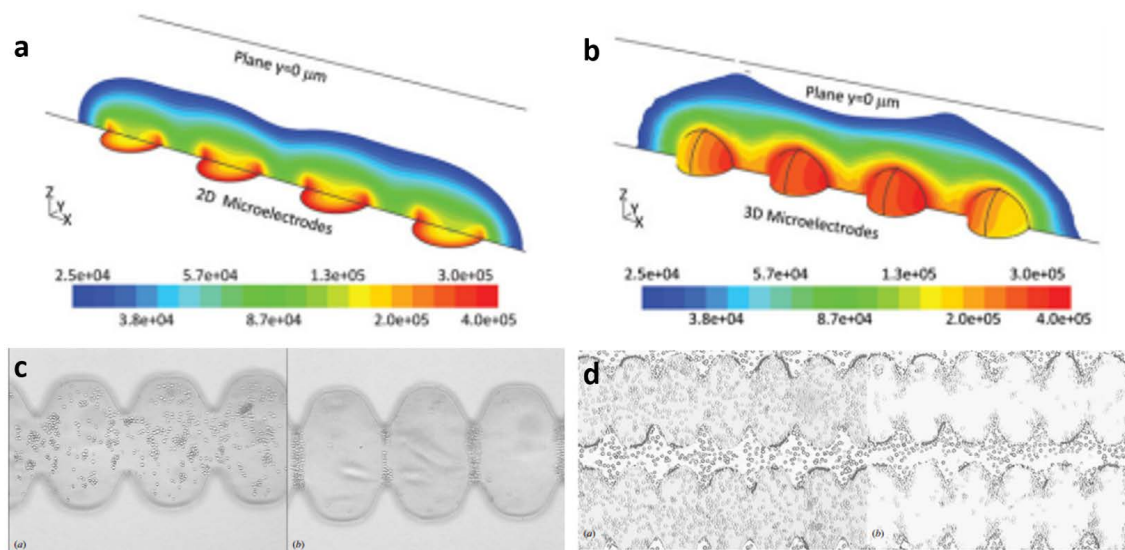 a
Plane y=0 μm
2D Microelectrodes
Z
Y
X
2.5e+04 5.7e+04 1.3e+05 3.0e+05
3.8e+04 8.7e+04 2.0e+05 4.0e+05
b
Plane y=0 μm
3D Microelectrodes
Z
Y
X
2.5e+04 5.7e+04 1.3e+05 3.0e+05
3.8e+04 8.7e+04 2.0e+05 4.0e+05
c
(a)
(b)
d
(a)
(b)